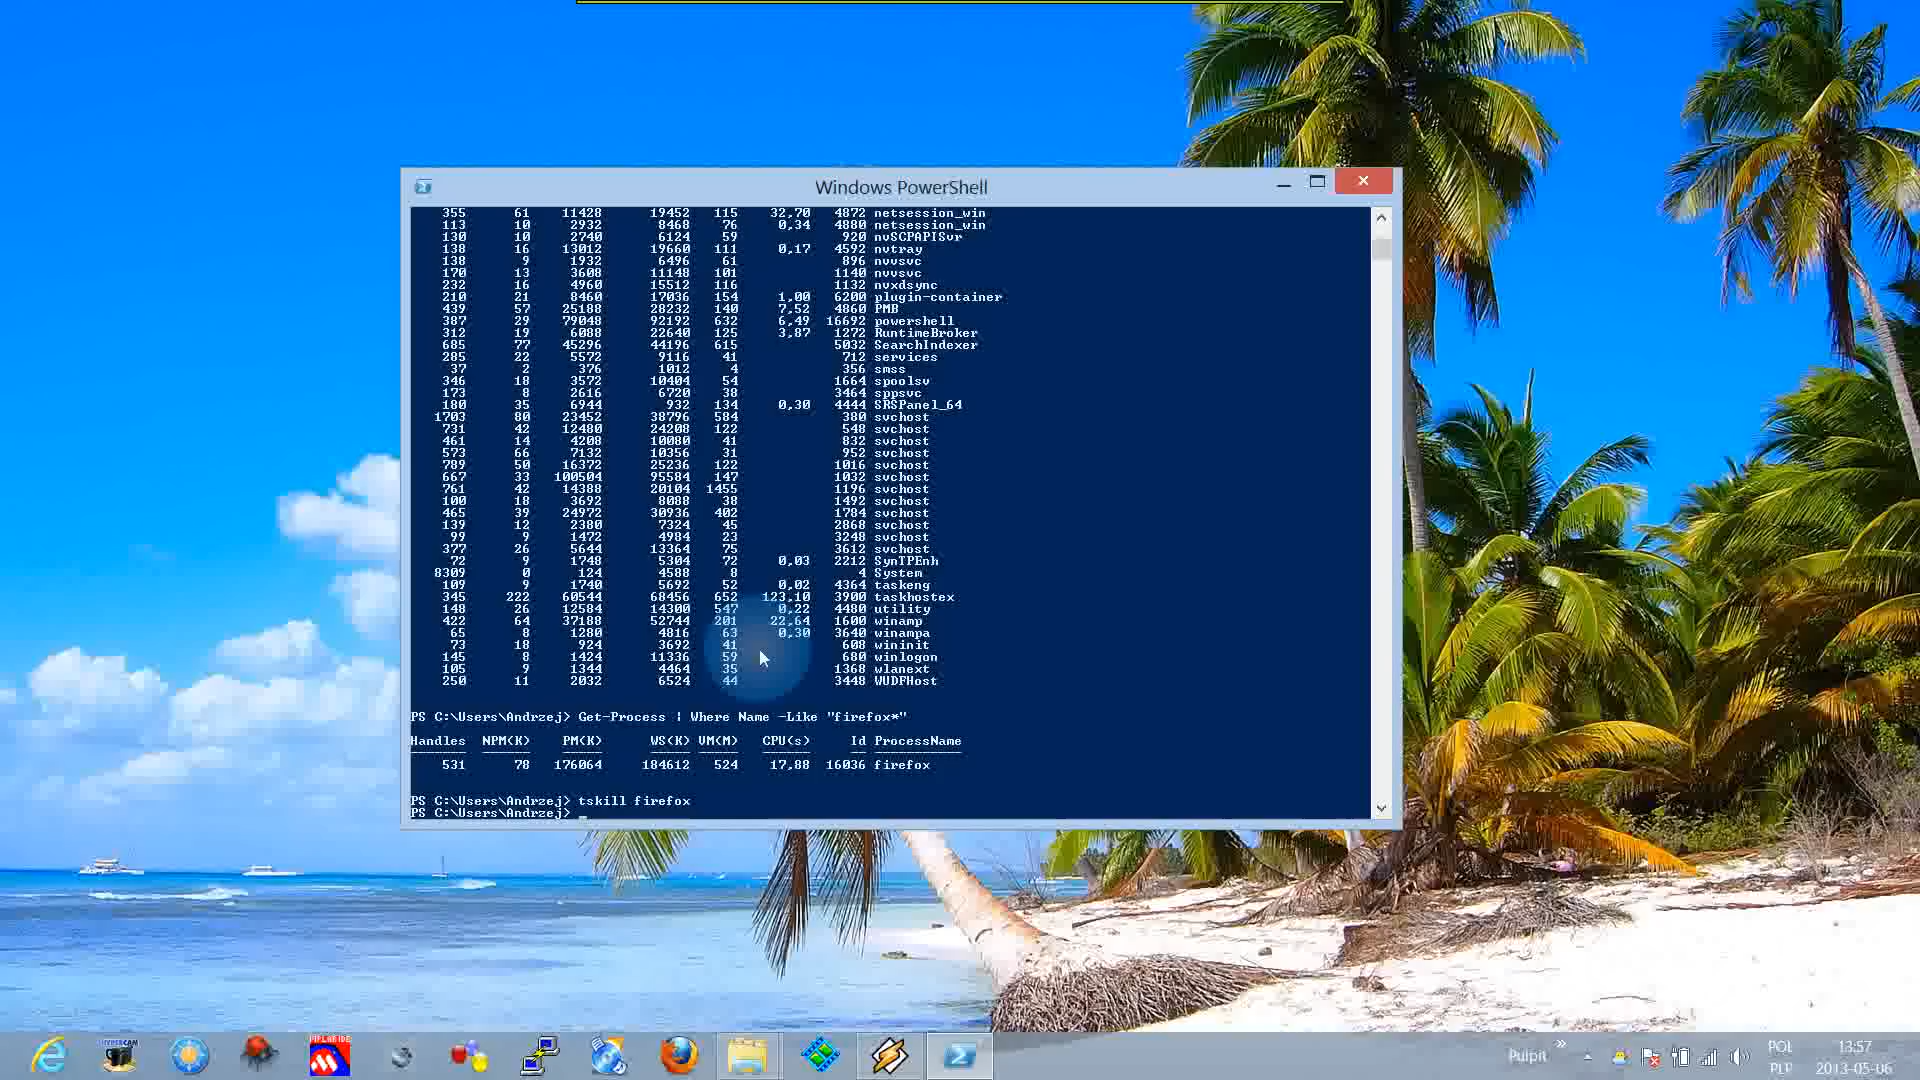 Windows PowerShell
355 61 11428 19452 115 32,70 4872 netsession_win
113 10 2932 8468 76 0,34 4880 netsession_win
130 10 2740 6124 59 920 nvSCPAPISvr
138 16 13012 19660 111 0,17 4592 nvtray
138 9 1932 6496 61 896 nvvsvc
170 13 3608 11148 101 1140 nvvsvc
232 16 4960 15512 116 1132 nvxdsync
210 21 8460 17036 154 1,00 6200 plugin-container
439 57 25188 28232 140 7,52 4860 PMB
387 29 79048 92192 632 6,49 16692 powershell
312 19 6088 22640 125 3,87 1272 RuntimeBroker
685 77 45296 44196 615 5032 SearchIndexer
285 22 5572 9116 41 712 services
37 2 376 1012 4 356 smss
346 18 3572 10404 54 1664 spoolsv
173 8 2616 6720 38 3464 sppsvc
180 35 6944 932 134 0,30 4444 SRSPanel_64
1703 80 23452 38796 584 380 svchost
731 42 12480 24208 122 548 svchost
461 14 4208 10080 41 832 svchost
573 66 7132 10356 31 952 svchost
789 50 16372 25236 122 1016 svchost
667 33 100504 95584 147 1032 svchost
761 42 14388 20104 1455 1196 svchost
100 18 3692 8088 38 1492 svchost
465 39 24972 30936 402 1784 svchost
139 12 2380 7324 45 2868 svchost
99 9 1472 4984 23 3248 svchost
377 26 5644 13364 75 3612 svchost
72 9 1748 5304 72 0,03 2212 SynTPEnh
8309 0 124 4588 8 4 System
109 9 1740 5692 52 0,02 4364 taskeng
345 222 60544 68456 652 123,10 3900 taskhostex
148 26 12584 14300 547 0,22 4480 utility
422 64 37188 52744 201 22,64 1600 winamp
65 8 1280 4816 63 0,30 3640 winampa
73 18 924 3692 41 608 wininit
145 8 1424 11336 59 680 winlogon
105 9 1344 4464 35 1368 wlanext
250 11 2032 6524 44 3448 WUDFHost
PS C:\Users\Andrzej> Get-Process | Where Name -Like "firefox*"
Handles NPM(K) PM(K) WS(K) VM(M) CPU(s) Id ProcessName
531 78 176064 184612 524 17,88 16036 firefox
PS C:\Users\Andrzej> tskill firefox
PS C:\Users\Andrzej> _
HYPERCAM
MPLAB IDE
Pulpit »
POL
PLP
13:57
2013-05-06